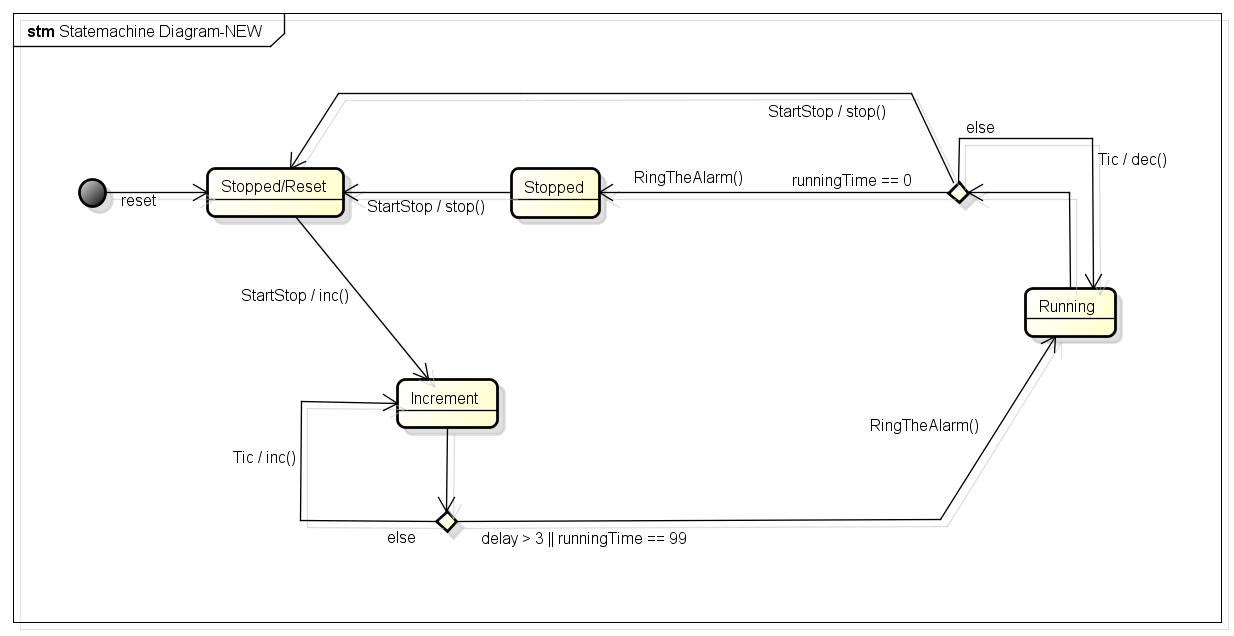 stm Statemachine Diagram-NEW
StartStop / stop()
else
Tic / dec()
reset
Stopped/Reset
StartStop / stop()
Stopped
RingTheAlarm()
runningTime == 0
StartStop / inc()
Running
Increment
RingTheAlarm()
Tic / inc()
else
delay > 3 || runningTime == 99